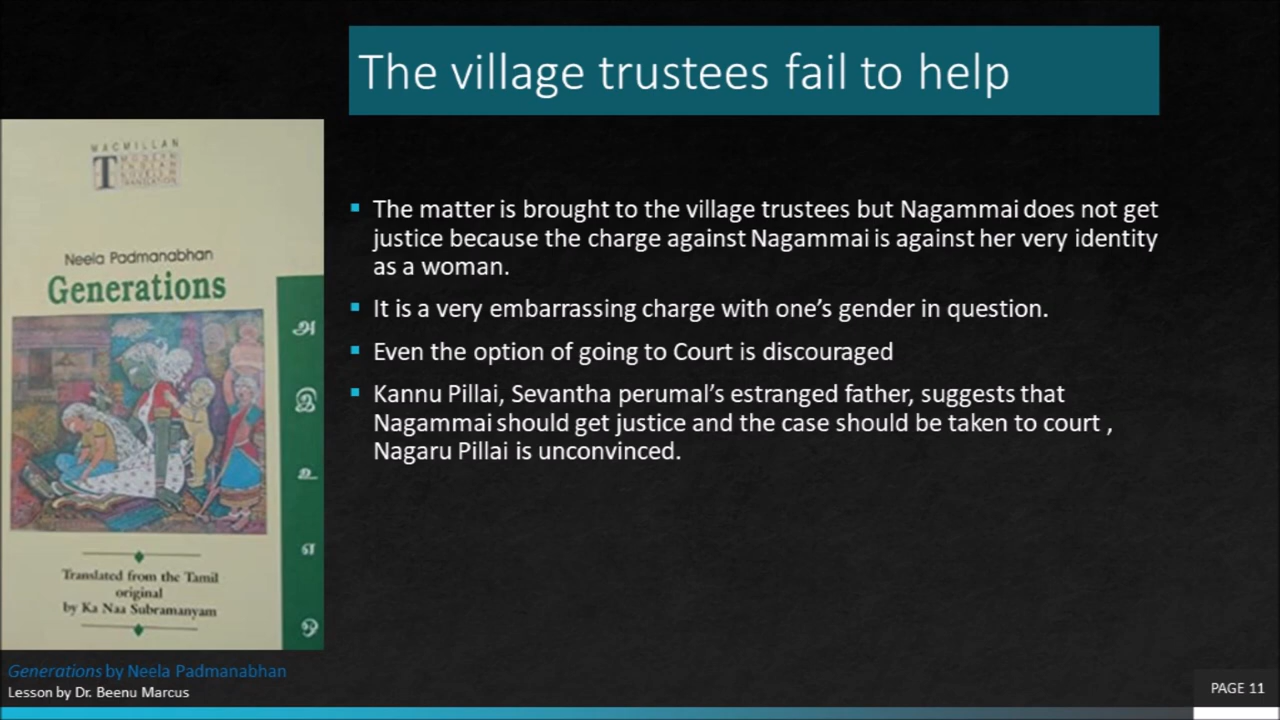 The village trustees fail to help
MACMILLAN
T
MODERN
INDIAN
NOVELS IN
TRANSLATION
Neela Padmanabhan
Generations
அ
இ
உ
எ
ஒ
Translated from the Tamil
original
by Ka Naa Subramanyam
▪ The matter is brought to the village trustees but Nagammai does not get
justice because the charge against Nagammai is against her very identity
as a woman.
▪ It is a very embarrassing charge with one’s gender in question.
▪ Even the option of going to Court is discouraged
▪ Kannu Pillai, Sevantha perumal’s estranged father, suggests that
Nagammai should get justice and the case should be taken to court ,
Nagaru Pillai is unconvinced.
Generations by Neela Padmanabhan
Lesson by Dr. Beenu Marcus
PAGE 11